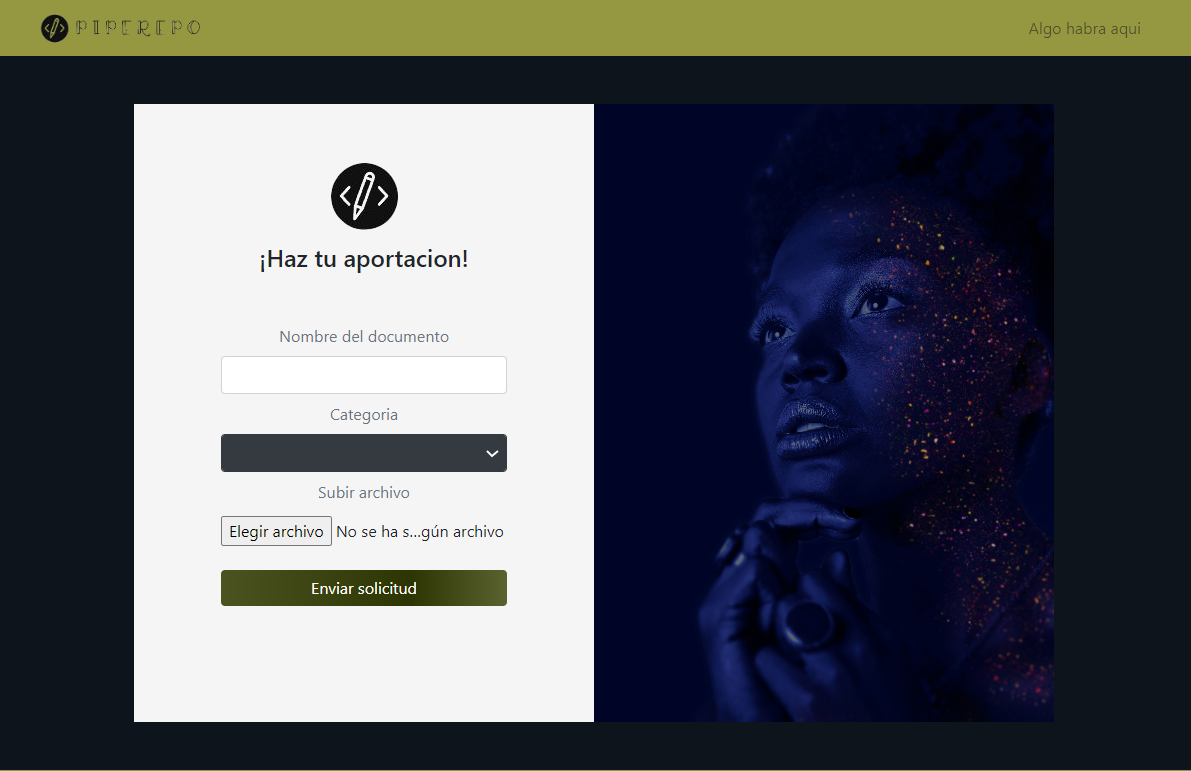 PIPEREPO
Algo habra aqui
¡Haz tu aportacion!
Nombre del documento
Categoria
Subir archivo
Elegir archivo No se ha s...gún archivo
Enviar solicitud